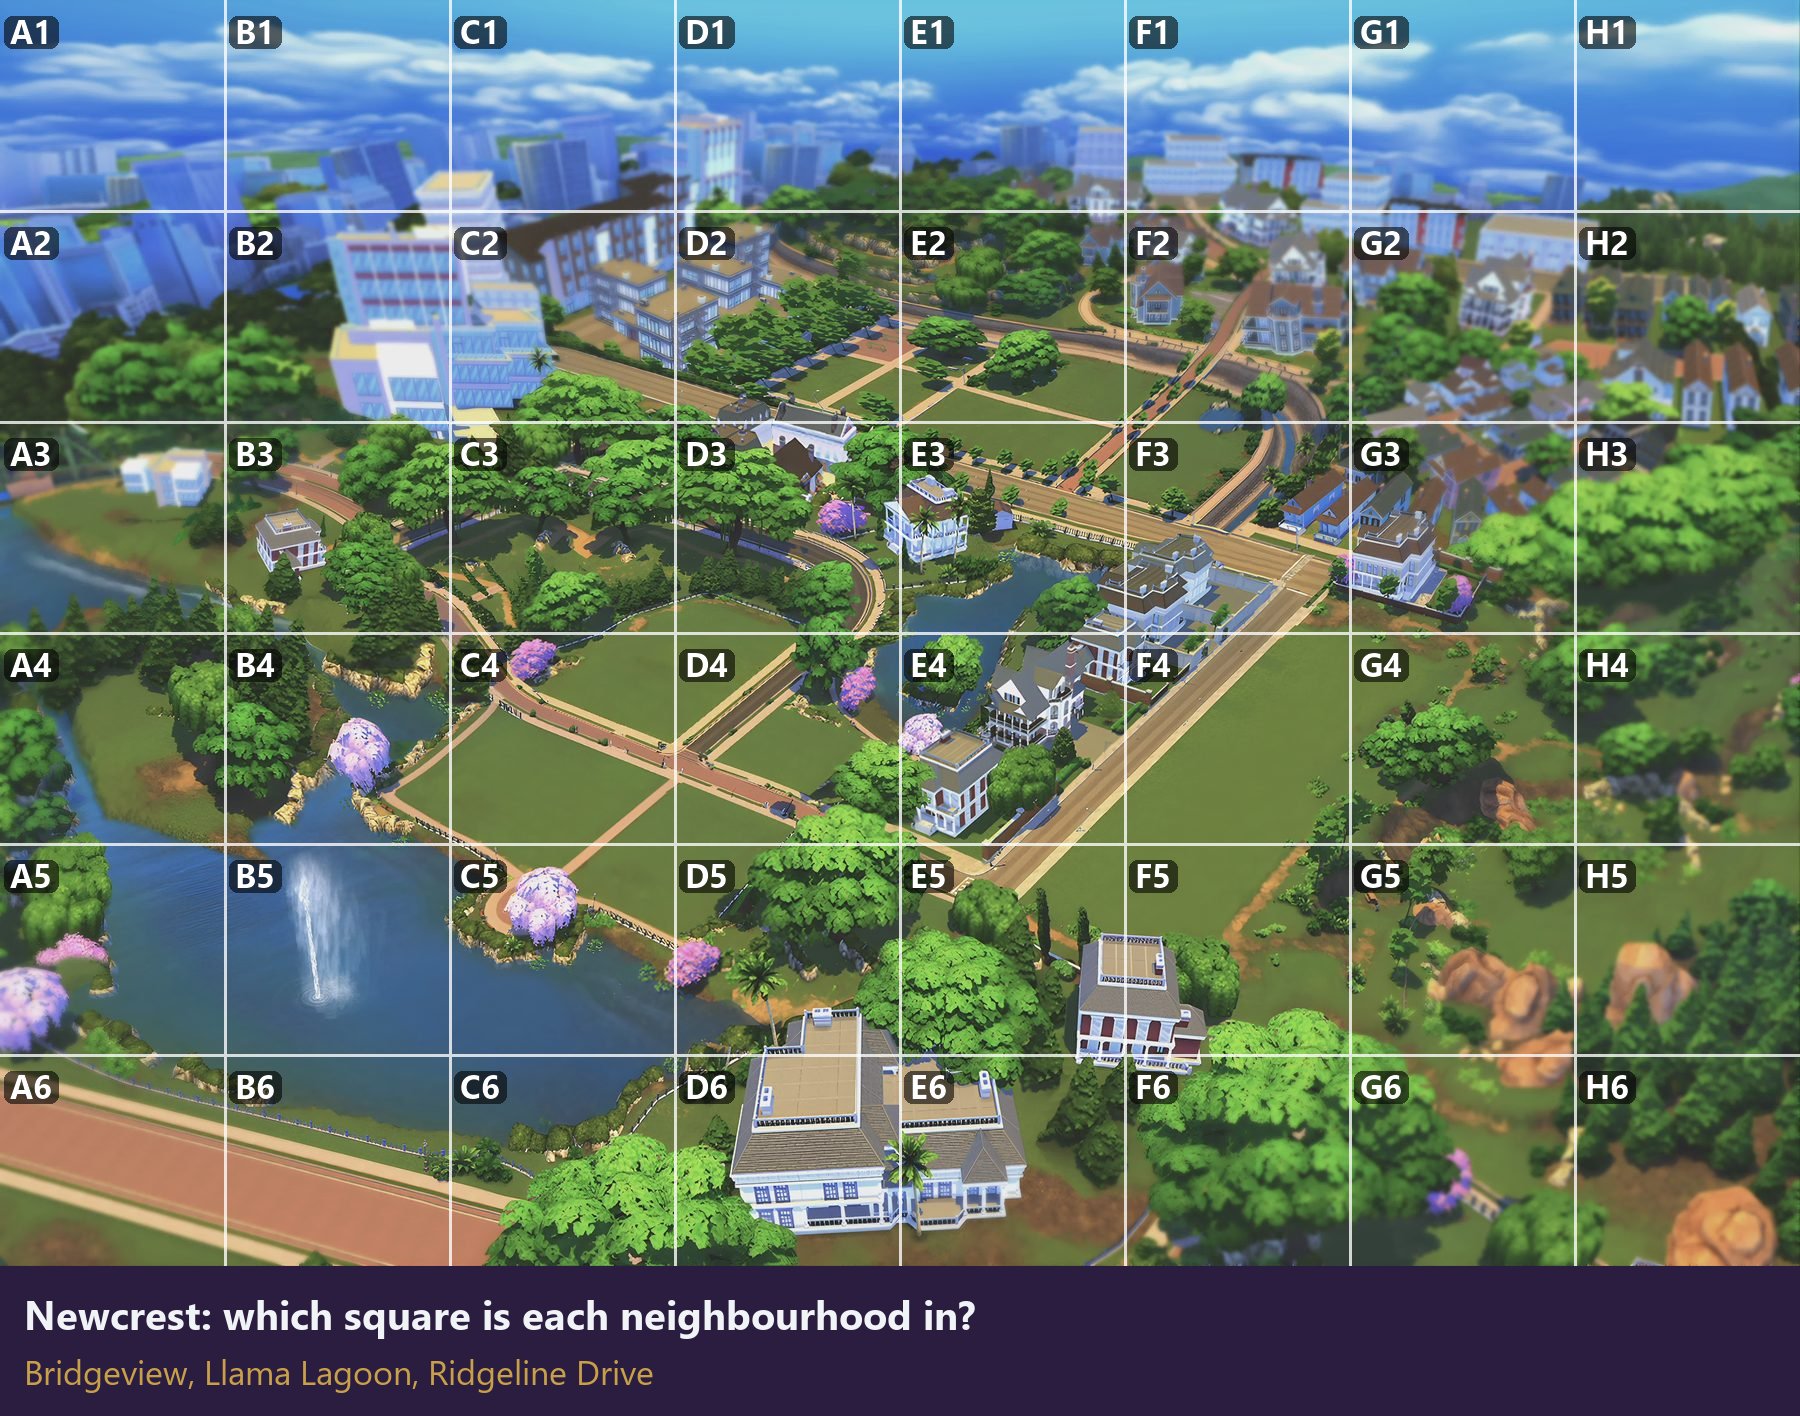 A1 B1 C1 D1 E1 F1 G1 H1
A2 B2 C2 D2 E2 F2 G2 H2
A3 B3 C3 D3 E3 F3 G3 H3
A4 B4 C4 D4 E4 F4 G4 H4
A5 B5 C5 D5 E5 F5 G5 H5
A6 B6 C6 D6 E6 F6 G6 H6
Newcrest: which square is each neighbourhood in?
Bridgeview, Llama Lagoon, Ridgeline Drive